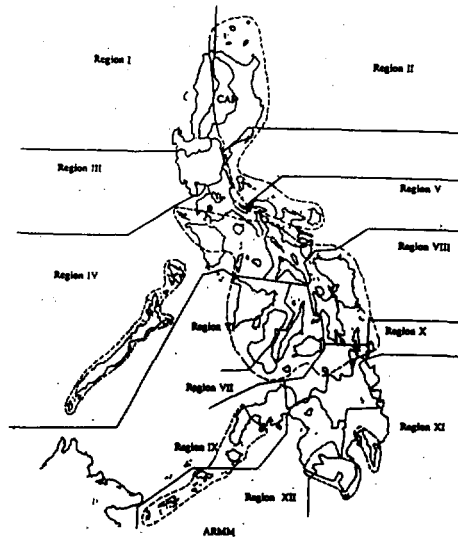 Region I
Region II
CAR
Region III
Region V
Region VIII
Region IV
Region
Region X
Region VII
Region XI
Region IX
Region XII
ARMM